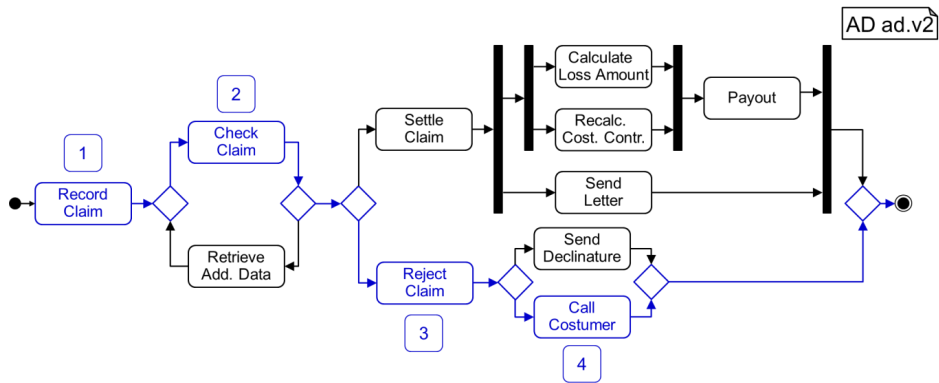 AD ad.v2
1
Record
Claim
2
Check
Claim
Retrieve
Add. Data
Settle
Claim
Calculate
Loss Amount
Recalc.
Cost. Contr.
Payout
Send
Letter
Reject
Claim
3
Send
Declinature
Call
Costumer
4